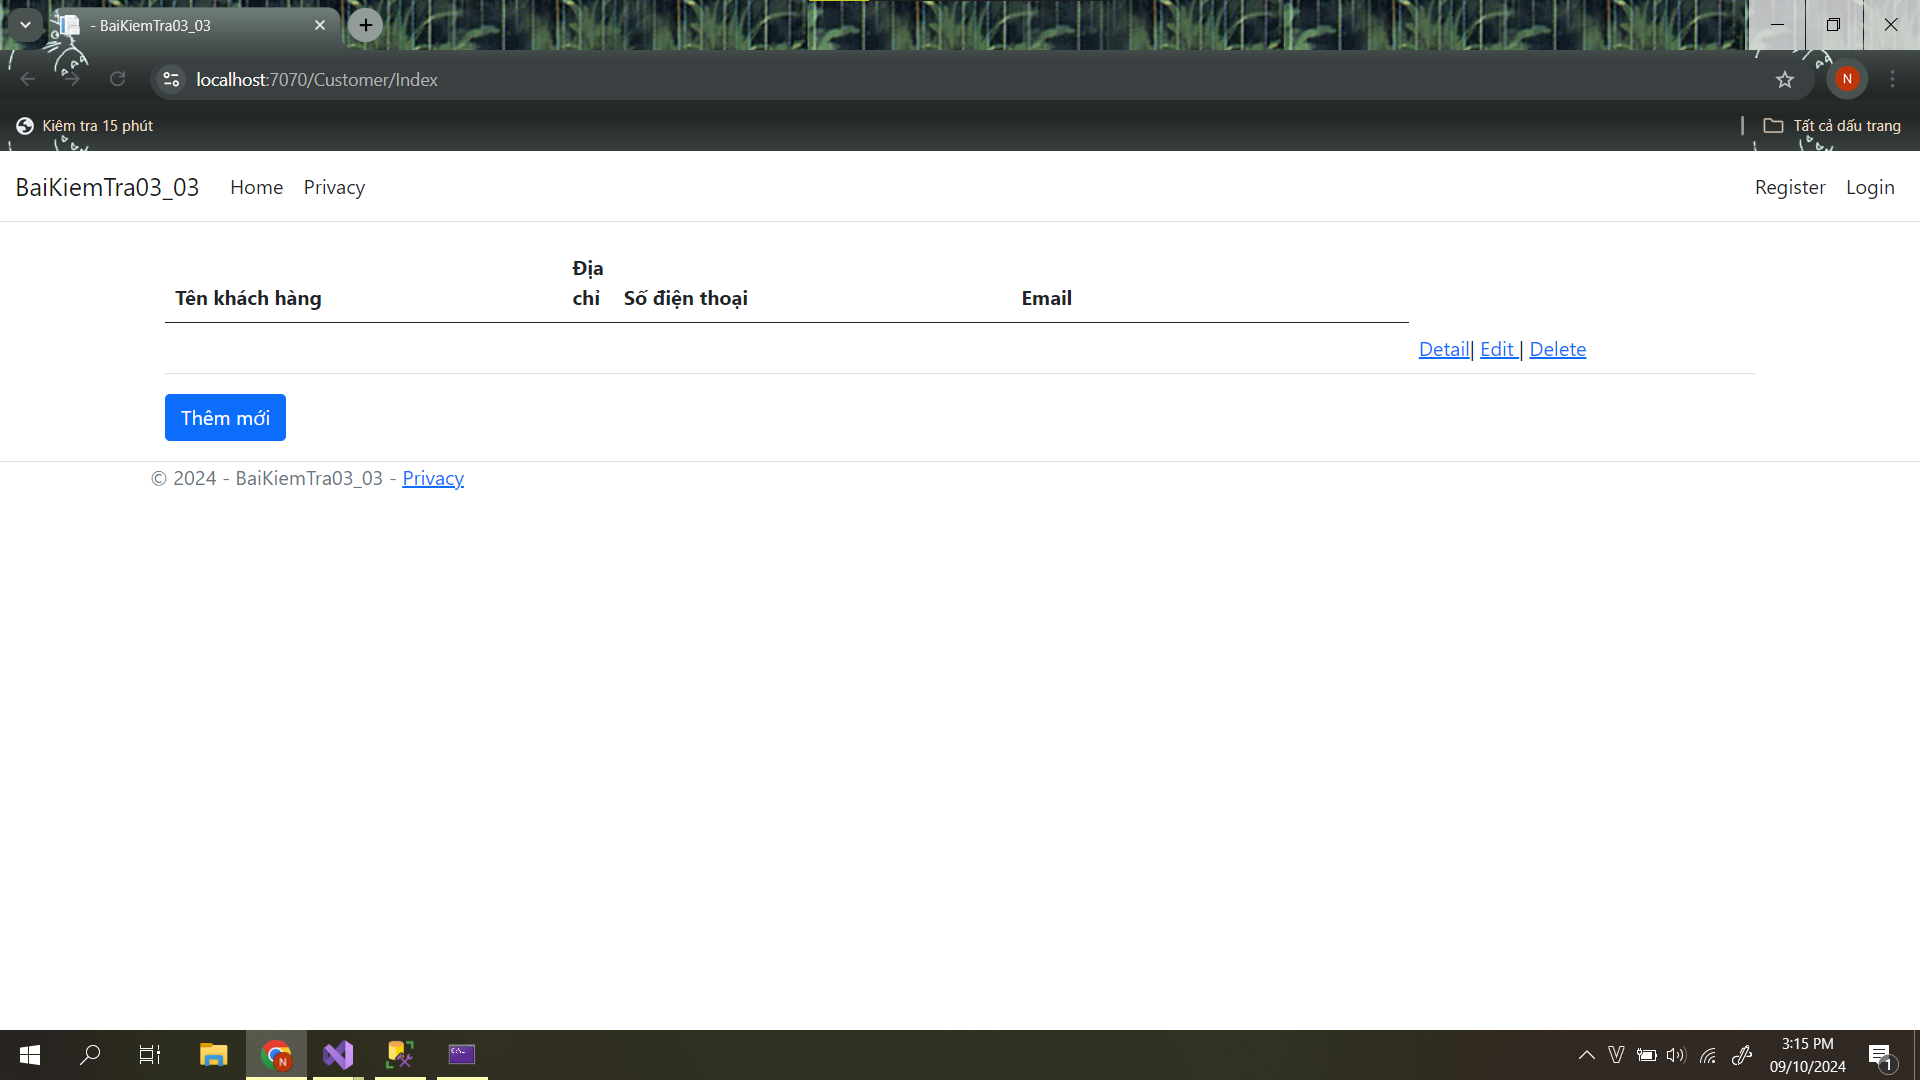 - BaiKiemTra03_03
localhost:7070/Customer/Index
N
Kiêm tra 15 phút
Tất cả dấu trang
BaiKiemTra03_03 Home Privacy Register Login
Tên khách hàng Địa chỉ Số điện thoại Email
Detail| Edit | Delete
Thêm mới
© 2024 - BaiKiemTra03_03 - Privacy
N
C:\_
V
3:15 PM
09/10/2024
1